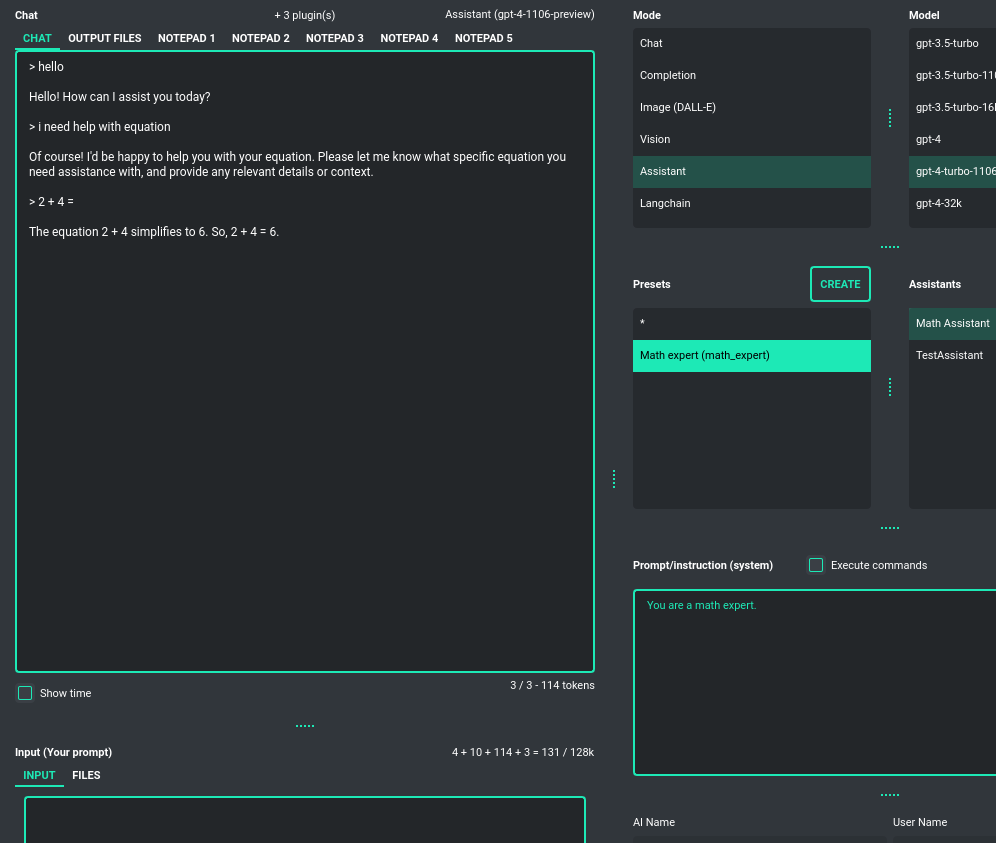 Chat
+ 3 plugin(s)
Assistant (gpt-4-1106-preview)
CHAT
OUTPUT FILES
NOTEPAD 1
NOTEPAD 2
NOTEPAD 3
NOTEPAD 4
NOTEPAD 5
> hello
Hello! How can I assist you today?
> i need help with equation
Of course! I'd be happy to help you with your equation. Please let me know what specific equation you
need assistance with, and provide any relevant details or context.
> 2 + 4 =
The equation 2 + 4 simplifies to 6. So, 2 + 4 = 6.
Show time
3 / 3 - 114 tokens
Input (Your prompt)
4 + 10 + 114 + 3 = 131 / 128k
INPUT
FILES
Mode
Chat
Completion
Image (DALL-E)
Vision
Assistant
Langchain
Model
gpt-3.5-turbo
gpt-3.5-turbo-110
gpt-3.5-turbo-16
gpt-4
gpt-4-turbo-1106
gpt-4-32k
Presets
CREATE
*
Math expert (math_expert)
Assistants
Math Assistant
TestAssistant
Prompt/instruction (system)
Execute commands
You are a math expert.
AI Name
User Name